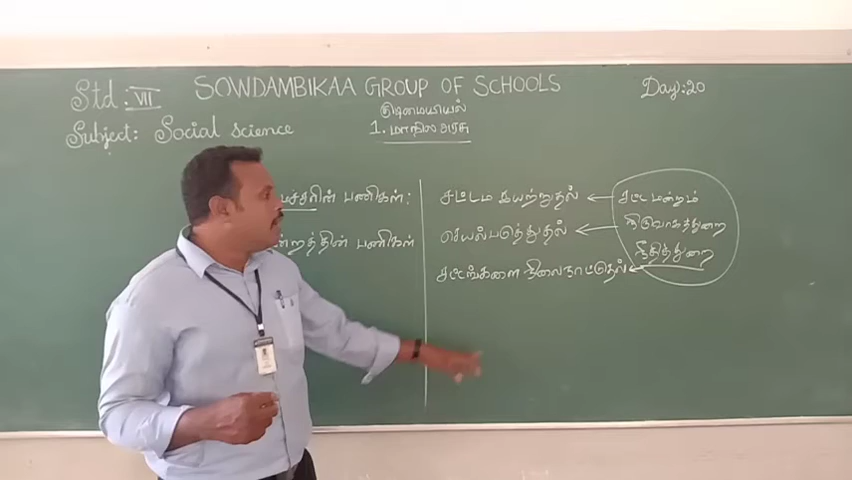 Std : VII
SOWDAMBIKAA GROUP OF SCHOOLS
Day: 20
Subject: Social science
குடிமையியல்
1. மாநில அரசு
பணிகள் :
பணிகள்
சட்டம் இயற்றுதல் ← சட்டமன்றம்
செயல்படுத்துதல் ← நிருவாகத்துறை
சட்டங்களை நிலைநாட்டுதல் ← நீதித்துறை